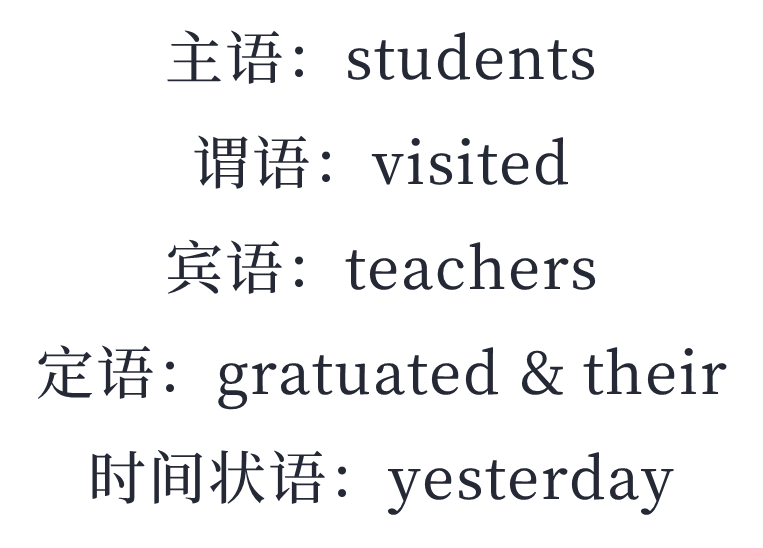 主语：students
谓语：visited
宾语：teachers
定语：gratuated & their
时间状语：yesterday